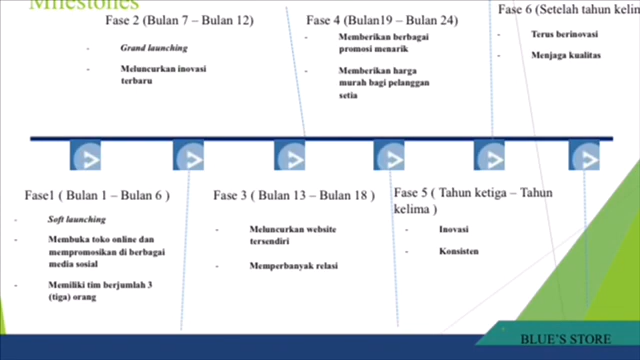 Milestones
Fase 2 (Bulan 7 – Bulan 12)
- Grand launching
- Meluncurkan inovasi
terbaru
Fase 4 (Bulan19 – Bulan 24)
- Memberikan berbagai
promosi menarik
- Memberikan harga
murah bagi pelanggan
setia
Fase 6 (Setelah tahun kelim
- Terus berinovasi
- Menjaga kualitas
Fase1 ( Bulan 1 – Bulan 6 )
- Soft launching
- Membuka toko online dan
mempromosikan di berbagai
media sosial
- Memiliki tim berjumlah 3
(tiga) orang
Fase 3 ( Bulan 13 – Bulan 18 )
- Meluncurkan website
tersendiri
- Memperbanyak relasi
Fase 5 ( Tahun ketiga – Tahun
kelima )
- Inovasi
- Konsisten
BLUE'S STORE